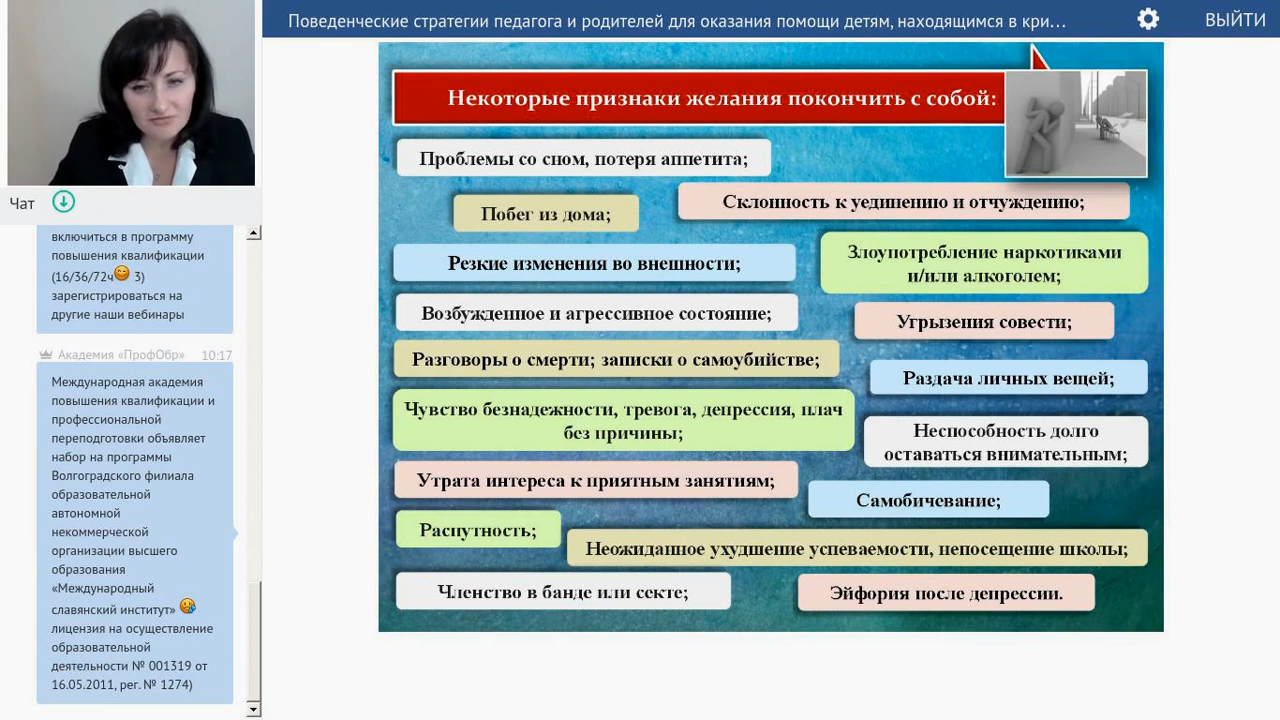 Поведенческие стратегии педагога и родителей для оказания помощи детям, находящимся в кри...
ВЫЙТИ
Чат
включиться в программу
повышения квалификации
(16/36/72ч😊 3)
зарегистрироваться на
другие наши вебинары
Академия «ПрофОбр» 10:17
Международная академия
повышения квалификации и
профессиональной
переподготовки объявляет
набор на программы
Волгоградского филиала
образовательной
автономной
некоммерческой
организации высшего
образования
«Международный
славянский институт» 😢
лицензия на осуществление
образовательной
деятельности № 001319 от
16.05.2011, рег. № 1274)
Некоторые признаки желания покончить с собой:
Проблемы со сном, потеря аппетита;
Склонность к уединению и отчуждению;
Побег из дома;
Злоупотребление наркотиками
и/или алкоголем;
Резкие изменения во внешности;
Возбужденное и агрессивное состояние;
Угрызения совести;
Разговоры о смерти; записки о самоубийстве;
Раздача личных вещей;
Чувство безнадежности, тревога, депрессия, плач
без причины;
Неспособность долго
оставаться внимательным;
Утрата интереса к приятным занятиям;
Самобичевание;
Распутность;
Неожиданное ухудшение успеваемости, непосещение школы;
Членство в банде или секте;
Эйфория после депрессии.